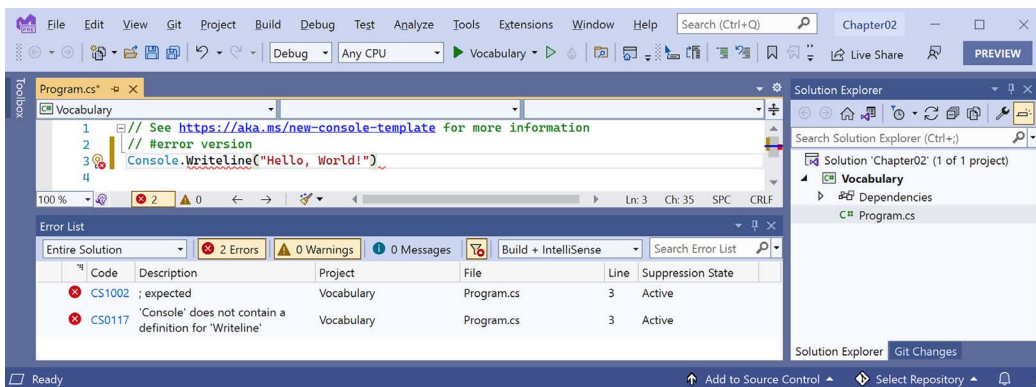 File Edit View Git Project Build Debug Test Analyze Tools Extensions Window Help Search (Ctrl+Q) Chapter02
Debug Any CPU Vocabulary Live Share PREVIEW
Toolbox
Program.cs*
C# Vocabulary
1 // See https://aka.ms/new-console-template for more information
2 // #error version
3 Console.Writeline("Hello, World!")
4
100 % 2 0 Ln: 3 Ch: 35 SPC CRLF
Error List
Entire Solution 2 Errors 0 Warnings 0 Messages Build + IntelliSense Search Error List
Code Description Project File Line Suppression State
CS1002 ; expected Vocabulary Program.cs 3 Active
CS0117 'Console' does not contain a definition for 'Writeline' Vocabulary Program.cs 3 Active
Solution Explorer
Search Solution Explorer (Ctrl+;)
Solution 'Chapter02' (1 of 1 project)
C# Vocabulary
Dependencies
C# Program.cs
Solution Explorer Git Changes
Ready Add to Source Control Select Repository